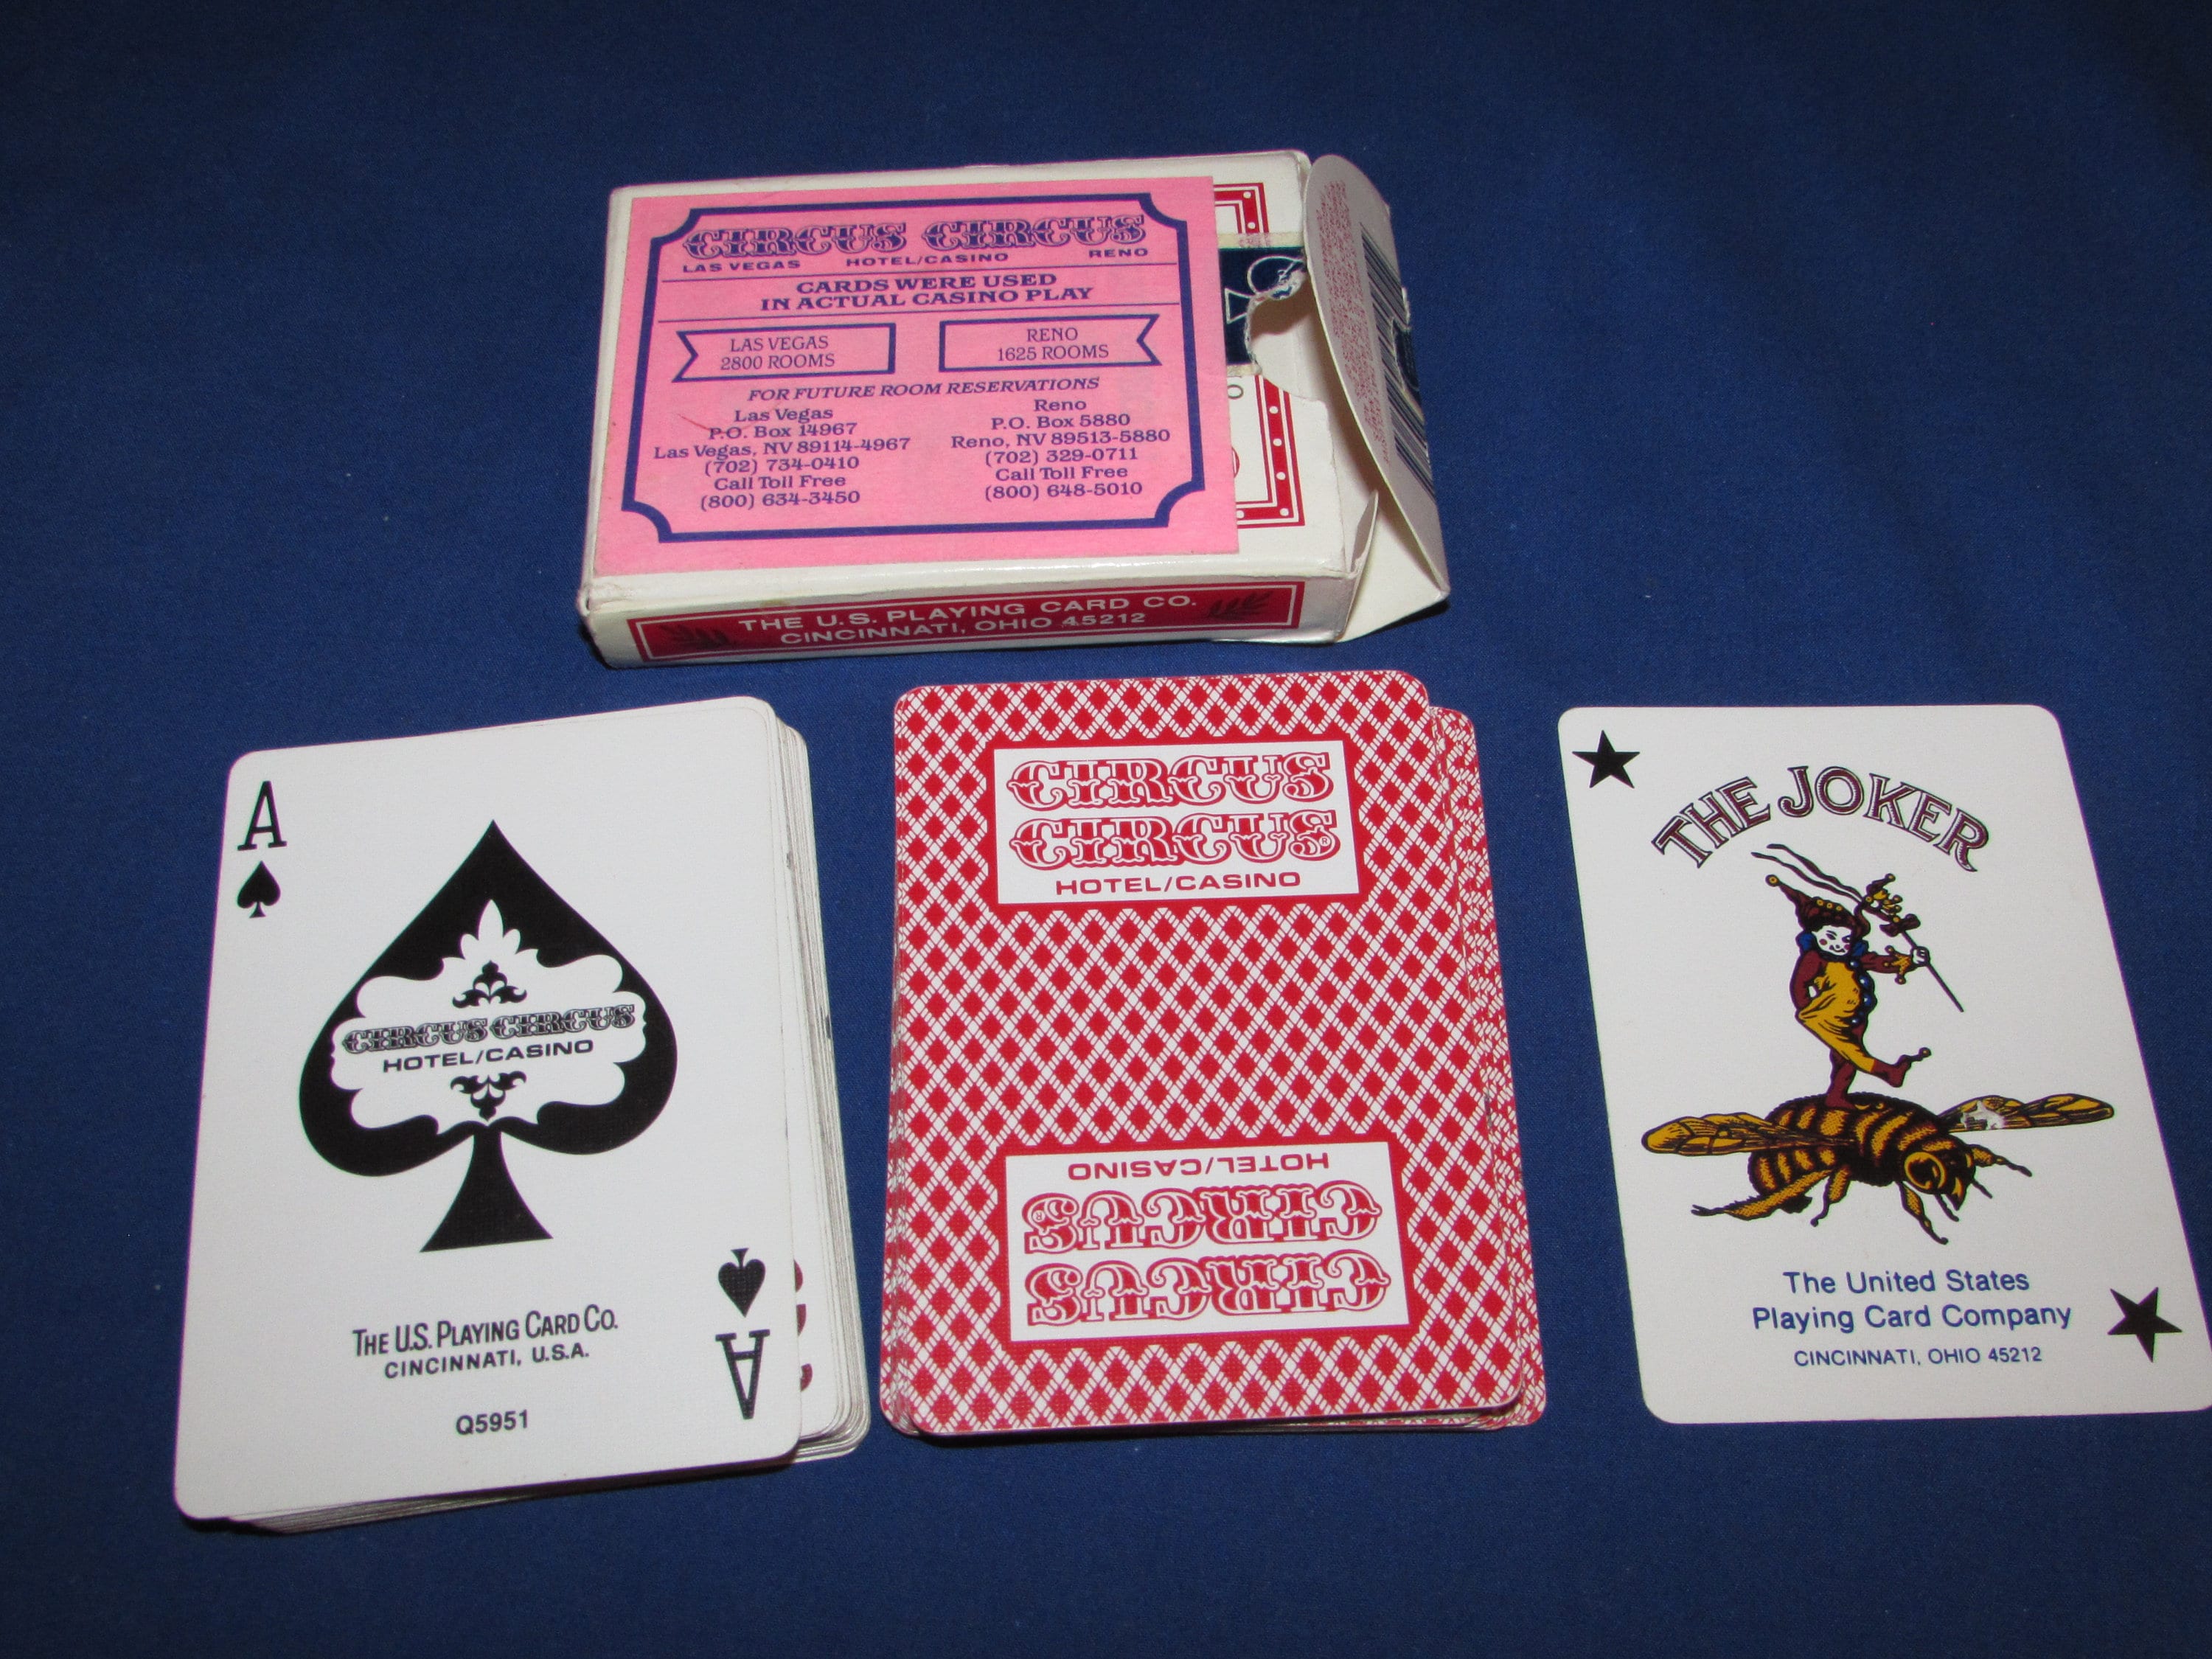 CIRCUS CIRCUS
LAS VEGAS HOTEL/CASINO RENO
CARDS WERE USED
IN ACTUAL CASINO PLAY
LAS VEGAS
2800 ROOMS
RENO
1625 ROOMS
FOR FUTURE ROOM RESERVATIONS
Las Vegas
P.O. Box 14967
Las Vegas, NV 89114-4967
(702) 734-0410
Call Toll Free
(800) 634-3450
Reno
P.O. Box 5880
Reno, NV 89513-5880
(702) 329-0711
Call Toll Free
(800) 648-5010
THE U.S. PLAYING CARD CO.
CINCINNATI, OHIO 45212
A
CIRCUS CIRCUS
HOTEL/CASINO
THE U.S. PLAYING CARD CO.
CINCINNATI, U.S.A.
Q5951
A
CIRCUS
CIRCUS®
HOTEL/CASINO
HOTEL/CASINO
CIRCUS®
CIRCUS
THE JOKER
The United States
Playing Card Company
CINCINNATI, OHIO 45212